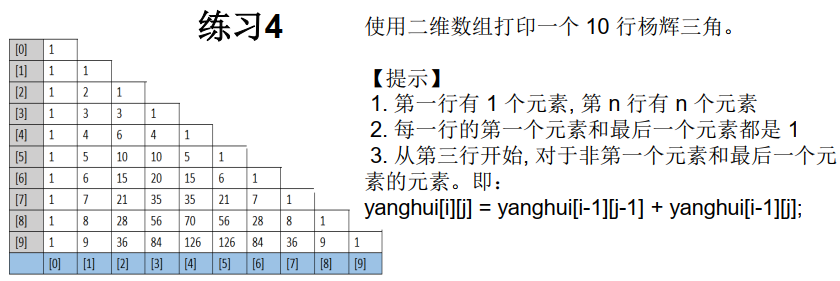 练习4
[0] 1
[1] 1 1
[2] 1 2 1
[3] 1 3 3 1
[4] 1 4 6 4 1
[5] 1 5 10 10 5 1
[6] 1 6 15 20 15 6 1
[7] 1 7 21 35 35 21 7 1
[8] 1 8 28 56 70 56 28 8 1
[9] 1 9 36 84 126 126 84 36 9 1
[0] [1] [2] [3] [4] [5] [6] [7] [8] [9]
使用二维数组打印一个 10 行杨辉三角。
【提示】
1. 第一行有 1 个元素, 第 n 行有 n 个元素
2. 每一行的第一个元素和最后一个元素都是 1
3. 从第三行开始, 对于非第一个元素和最后一个元
素的元素。即：
yanghui[i][j] = yanghui[i-1][j-1] + yanghui[i-1][j];